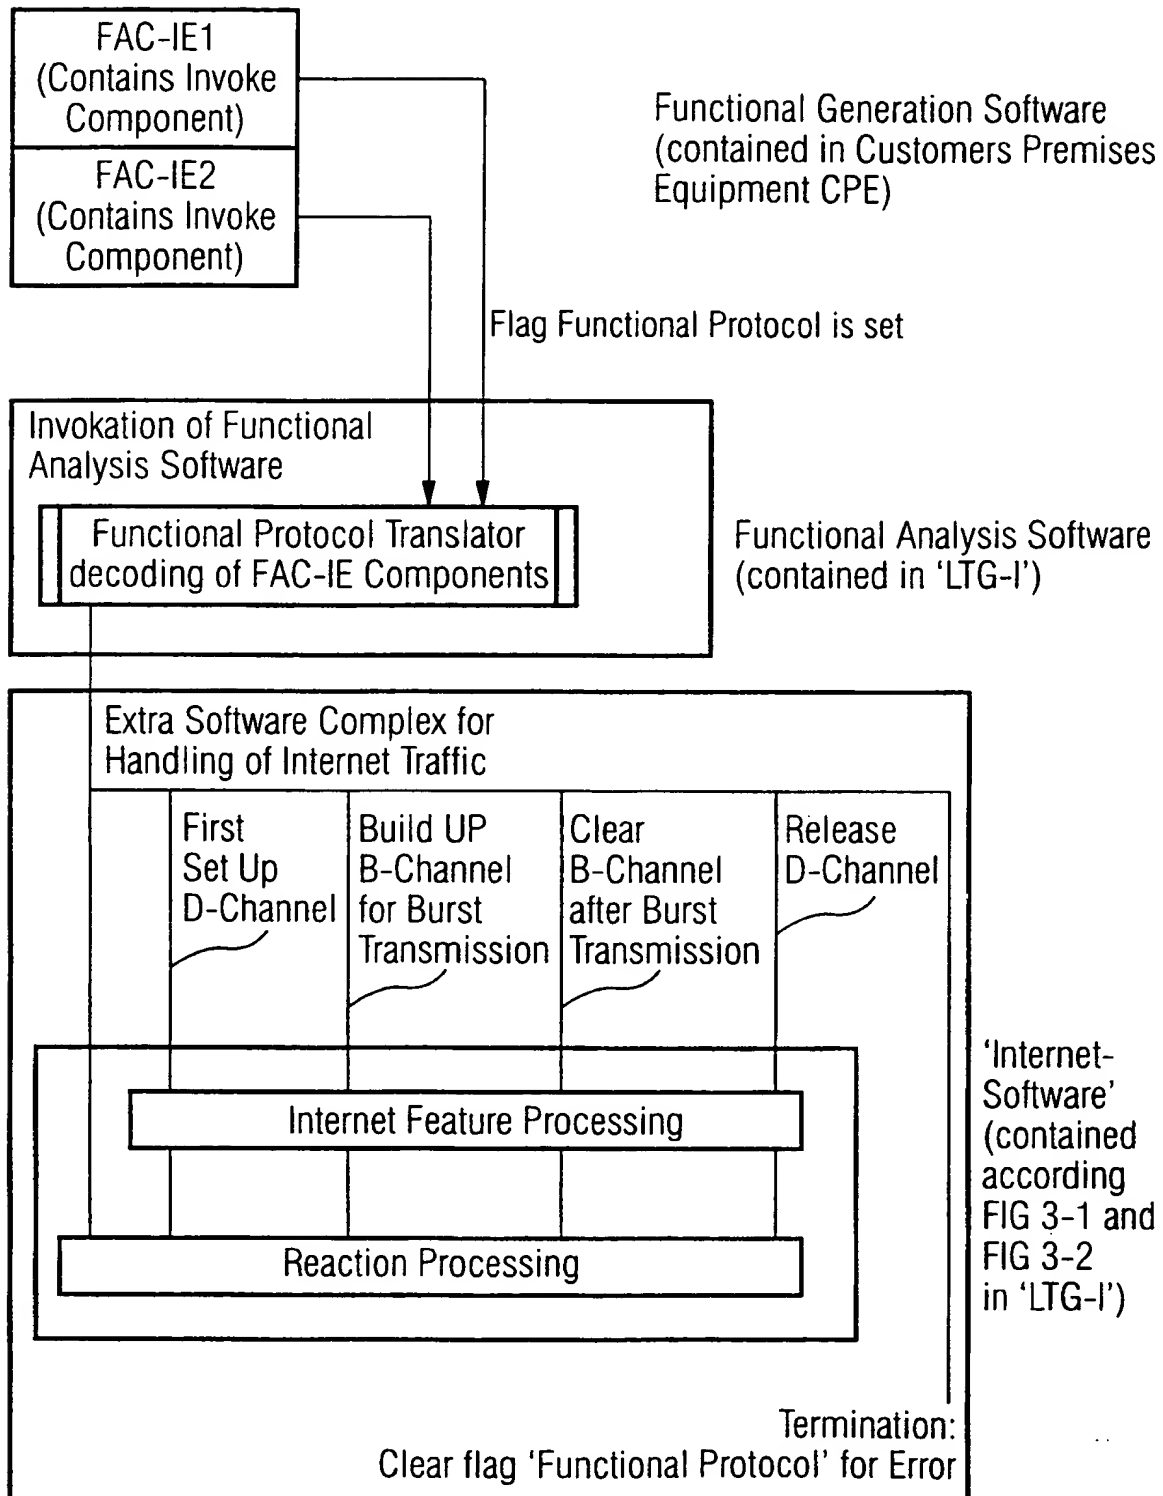 FAC-IE1
(Contains Invoke
Component)
FAC-IE2
(Contains Invoke
Component)
Functional Generation Software
(contained in Customers Premises
Equipment CPE)
Flag Functional Protocol is set
Invokation of Functional
Analysis Software
Functional Protocol Translator
decoding of FAC-IE Components
Functional Analysis Software
(contained in ‘LTG-I’)
Extra Software Complex for
Handling of Internet Traffic
First
Set Up
D-Channel
Build UP
B-Channel
for Burst
Transmission
Clear
B-Channel
after Burst
Transmission
Release
D-Channel
Internet Feature Processing
Reaction Processing
‘Internet-
Software’
(contained
according
FIG 3-1 and
FIG 3-2
in ‘LTG-I’)
Termination:
Clear flag ‘Functional Protocol’ for Error